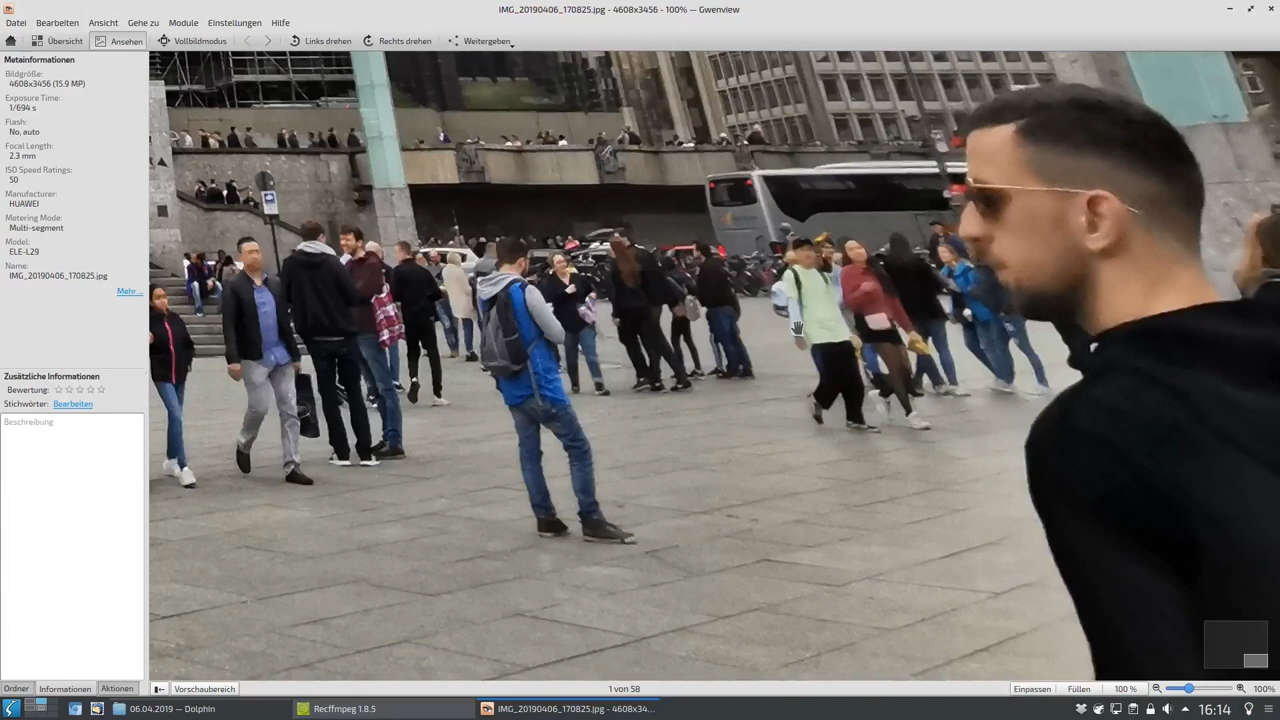 IMG_20190406_170825.jpg - 4608x3456 - 100% — Gwenview
Datei Bearbeiten Ansicht Gehe zu Module Einstellungen Hilfe
Übersicht Ansehen Vollbildmodus Links drehen Rechts drehen Weitergeben
Metainformationen
Bildgröße:
4608x3456 (15.9 MP)
Exposure Time:
1/694 s
Flash:
No, auto
Focal Length:
2.3 mm
ISO Speed Ratings:
50
Manufacturer:
HUAWEI
Metering Mode:
Multi-segment
Model:
ELE-L29
Name:
IMG_20190406_170825.jpg
Mehr...
Zusätzliche Informationen
Bewertung:
Stichwörter: Bearbeiten
Beschreibung
Ordner Informationen Aktionen Vorschaubereich 1 von 58 Einpassen Füllen 100 % 100%
06.04.2019 — Dolphin Recffmpeg 1.8.5 IMG_20190406_170825.jpg - 4608x34... 16:14